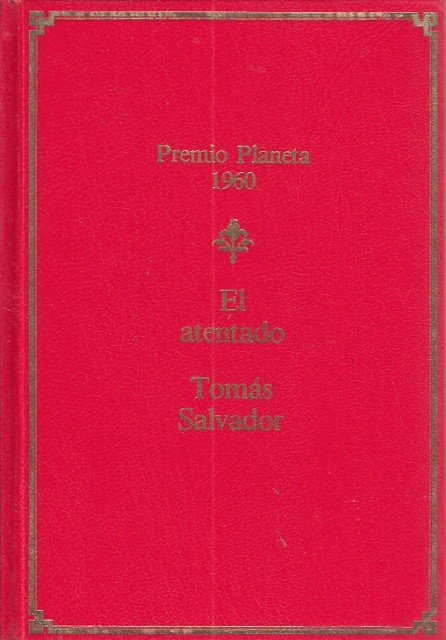 Premio Planeta
1960
El
atentado
Tomás
Salvador